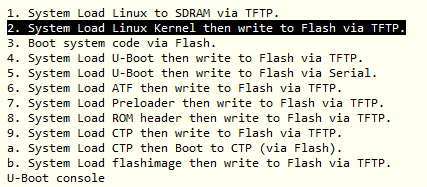 1. System Load Linux to SDRAM via TFTP.
2. System Load Linux Kernel then write to Flash via TFTP.
3. Boot system code via Flash.
4. System Load U-Boot then write to Flash via TFTP.
5. System Load U-Boot then write to Flash via Serial.
6. System Load ATF then write to Flash via TFTP.
7. System Load Preloader then write to Flash via TFTP.
8. System Load ROM header then write to Flash via TFTP.
9. System Load CTP then write to Flash via TFTP.
a. System Load CTP then Boot to CTP (via Flash).
b. System Load flashimage then write to Flash via TFTP.
U-Boot console